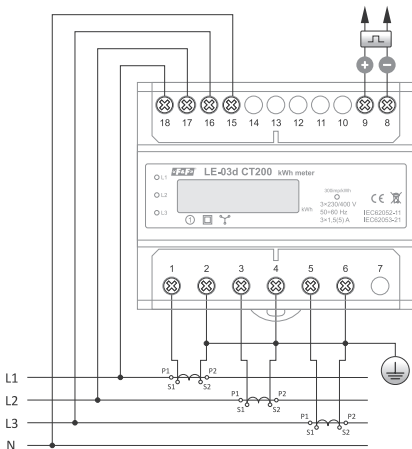 + −
18 17 16 15 14 13 12 11 10 9 8
L1
L2
L3
F&F LE-03d CT200 kWh meter
kWh
1
3×230/400 V
50÷60 Hz
3×1,5(5) A
CE
IEC62052-11
IEC62053-21
1 2 3 4 5 6 7
L1
P1 P2
S1 S2
L2
P1 P2
S1 S2
L3
P1 P2
S1 S2
N